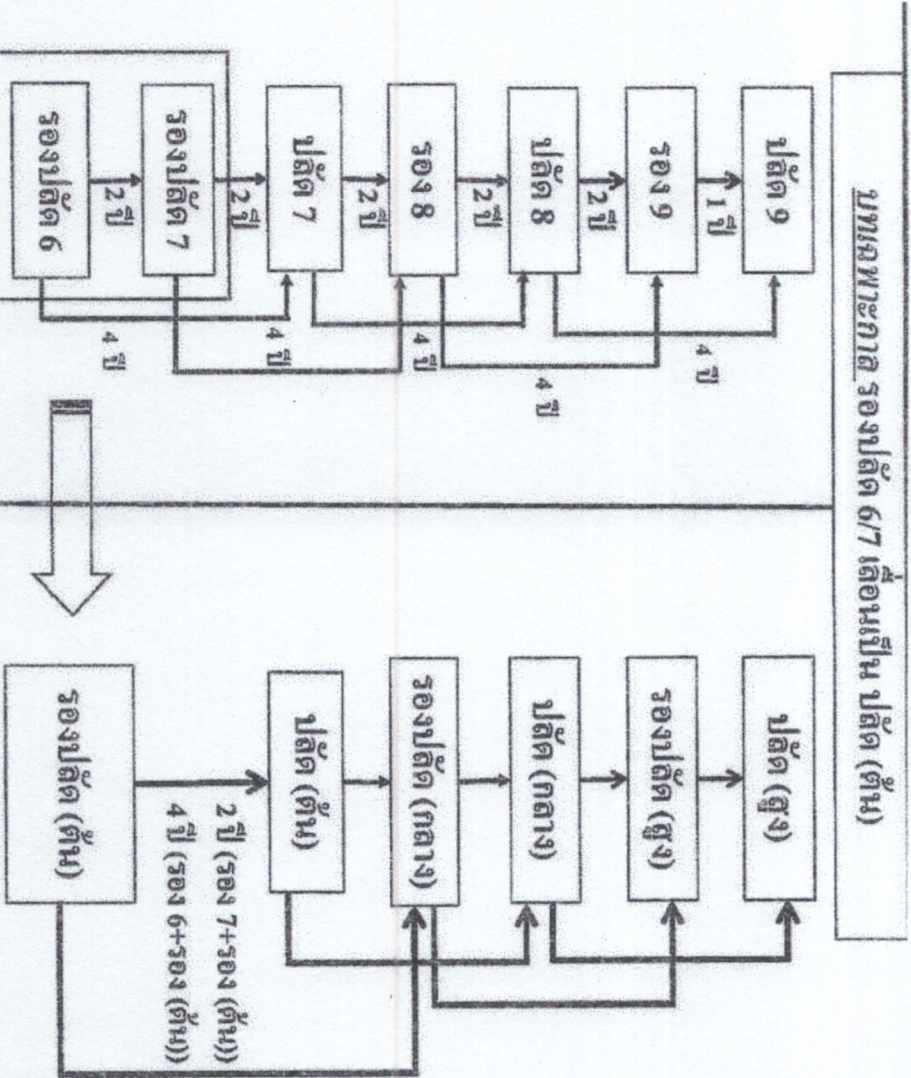 บทเฉพาะกาล รองปลัด 6/7 เลื่อนเป็น ปลัด (ต้น)
ปลัด 9
1 ปี
รอง 9
2 ปี
ปลัด 8
2 ปี
รอง 8
2 ปี
ปลัด 7
2 ปี
รองปลัด 7
2 ปี
รองปลัด 6
4 ปี
4 ปี
4 ปี
4 ปี
4 ปี
ปลัด (สูง)
รองปลัด (สูง)
ปลัด (กลาง)
รองปลัด (กลาง)
ปลัด (ต้น)
2 ปี (รอง 7+รอง (ต้น))
4 ปี (รอง 6+รอง (ต้น))
รองปลัด (ต้น)